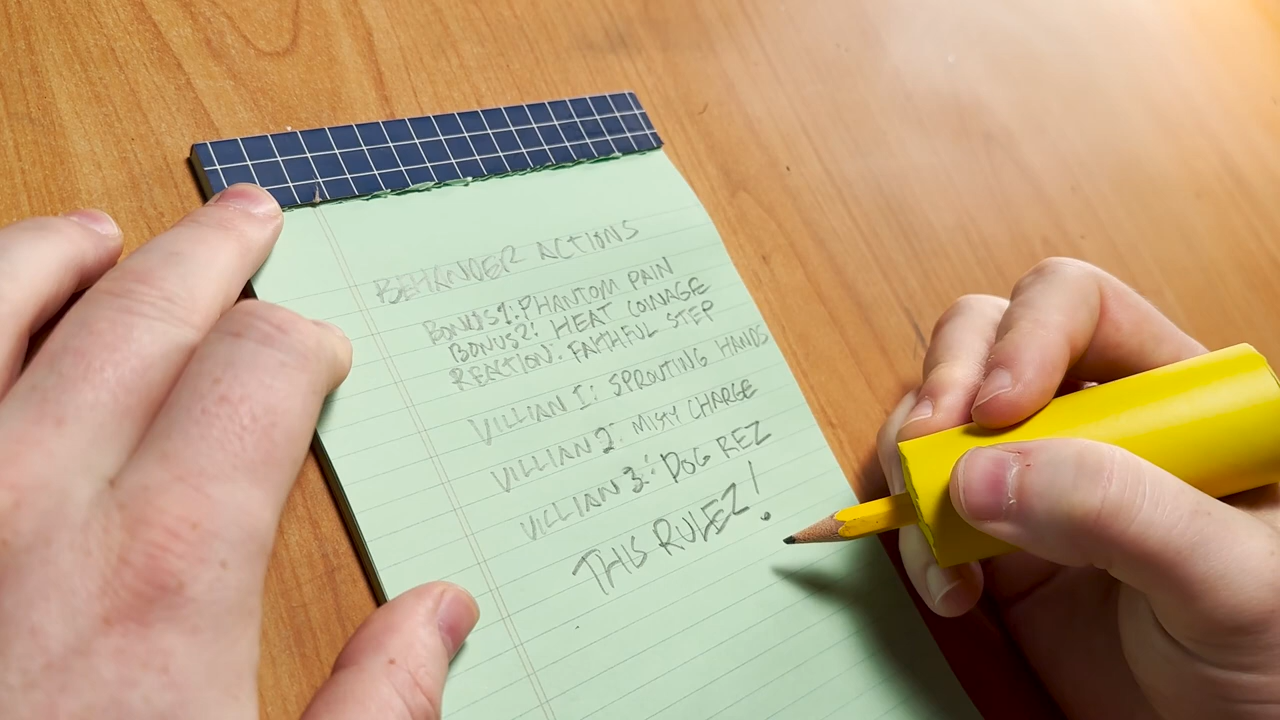 BEHANDER ACTIONS
BONUS 1: PHANTOM PAIN
BONUS 2: HEAT COINAGE
REACTION: FAITHFUL STEP
VILLIAN 1: SPROUTING HANDS
VILLIAN 2: MISTY CHARGE
VILLIAN 3: DOG REZ
THIS RULEZ!